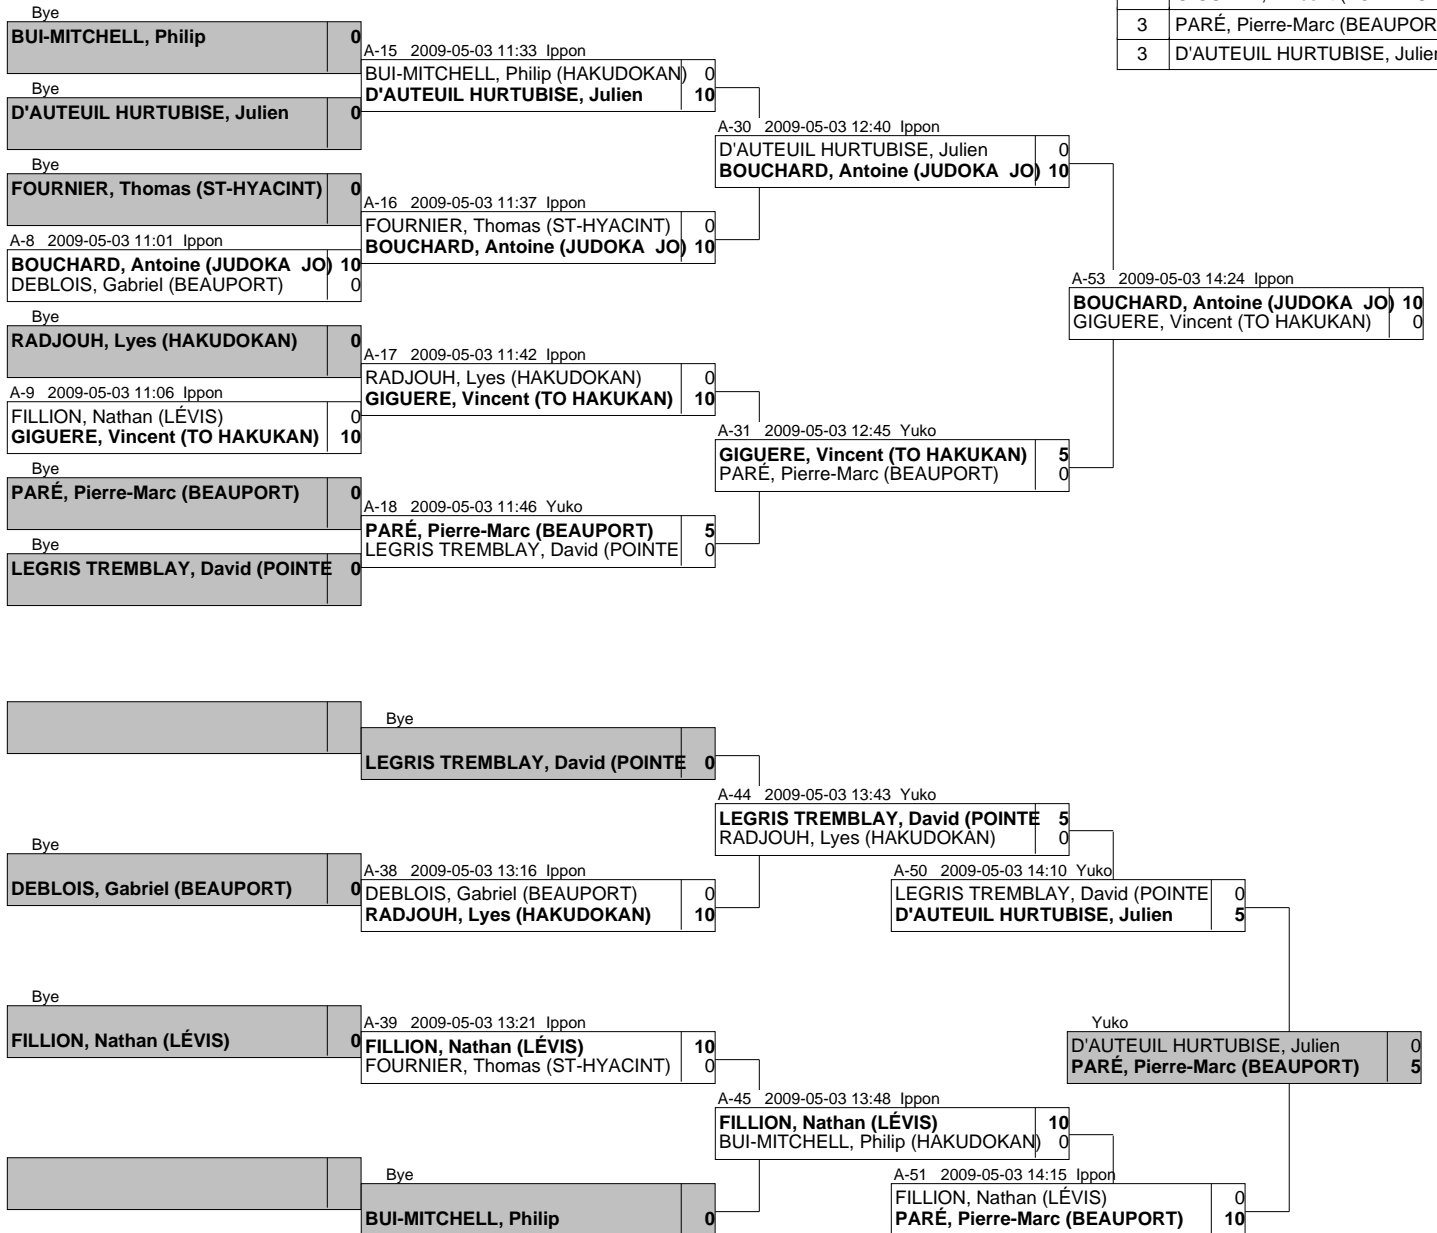 Bye
BUI-MITCHELL, Philip 0
Bye
D'AUTEUIL HURTUBISE, Julien 0
Bye
FOURNIER, Thomas (ST-HYACINT) 0
A-8 2009-05-03 11:01 Ippon
BOUCHARD, Antoine (JUDOKA JO) 10
DEBLOIS, Gabriel (BEAUPORT) 0
Bye
RADJOUH, Lyes (HAKUDOKAN) 0
A-9 2009-05-03 11:06 Ippon
FILLION, Nathan (LÉVIS) 0
GIGUERE, Vincent (TO HAKUKAN) 10
Bye
PARÉ, Pierre-Marc (BEAUPORT) 0
Bye
LEGRIS TREMBLAY, David (POINTE 0
A-15 2009-05-03 11:33 Ippon
BUI-MITCHELL, Philip (HAKUDOKAN) 0
D'AUTEUIL HURTUBISE, Julien 10
A-16 2009-05-03 11:37 Ippon
FOURNIER, Thomas (ST-HYACINT) 0
BOUCHARD, Antoine (JUDOKA JO) 10
A-17 2009-05-03 11:42 Ippon
RADJOUH, Lyes (HAKUDOKAN) 0
GIGUERE, Vincent (TO HAKUKAN) 10
A-18 2009-05-03 11:46 Yuko
PARÉ, Pierre-Marc (BEAUPORT) 5
LEGRIS TREMBLAY, David (POINTE 0
A-30 2009-05-03 12:40 Ippon
D'AUTEUIL HURTUBISE, Julien 0
BOUCHARD, Antoine (JUDOKA JO) 10
A-31 2009-05-03 12:45 Yuko
GIGUERE, Vincent (TO HAKUKAN) 5
PARÉ, Pierre-Marc (BEAUPORT) 0
3 PARÉ, Pierre-Marc (BEAUPOR
3 D'AUTEUIL HURTUBISE, Julie
A-53 2009-05-03 14:24 Ippon
BOUCHARD, Antoine (JUDOKA JO) 10
GIGUERE, Vincent (TO HAKUKAN) 0
Bye
LEGRIS TREMBLAY, David (POINTE 0
Bye
DEBLOIS, Gabriel (BEAUPORT) 0
A-38 2009-05-03 13:16 Ippon
DEBLOIS, Gabriel (BEAUPORT) 0
RADJOUH, Lyes (HAKUDOKAN) 10
A-44 2009-05-03 13:43 Yuko
LEGRIS TREMBLAY, David (POINTE 5
RADJOUH, Lyes (HAKUDOKAN) 0
A-50 2009-05-03 14:10 Yuko
LEGRIS TREMBLAY, David (POINTE 0
D'AUTEUIL HURTUBISE, Julien 5
Bye
FILLION, Nathan (LÉVIS) 0
A-39 2009-05-03 13:21 Ippon
FILLION, Nathan (LÉVIS) 10
FOURNIER, Thomas (ST-HYACINT) 0
Yuko
D'AUTEUIL HURTUBISE, Julien 0
PARÉ, Pierre-Marc (BEAUPORT) 5
A-45 2009-05-03 13:48 Ippon
FILLION, Nathan (LÉVIS) 10
BUI-MITCHELL, Philip (HAKUDOKAN) 0
Bye
BUI-MITCHELL, Philip 0
A-51 2009-05-03 14:15 Ippon
FILLION, Nathan (LÉVIS) 0
PARÉ, Pierre-Marc (BEAUPORT) 10